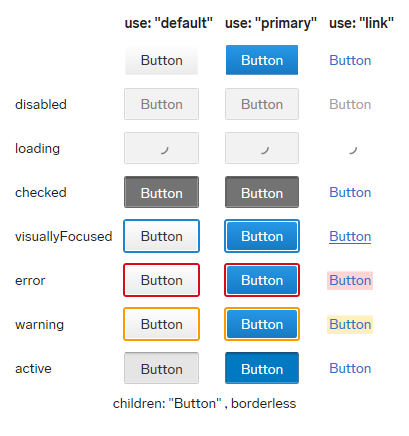 use: "default" use: "primary" use: "link"
Button Button Button
disabled Button Button Button
loading
checked Button Button Button
visuallyFocused Button Button Button
error Button Button Button
warning Button Button Button
active Button Button Button
children: "Button" , borderless